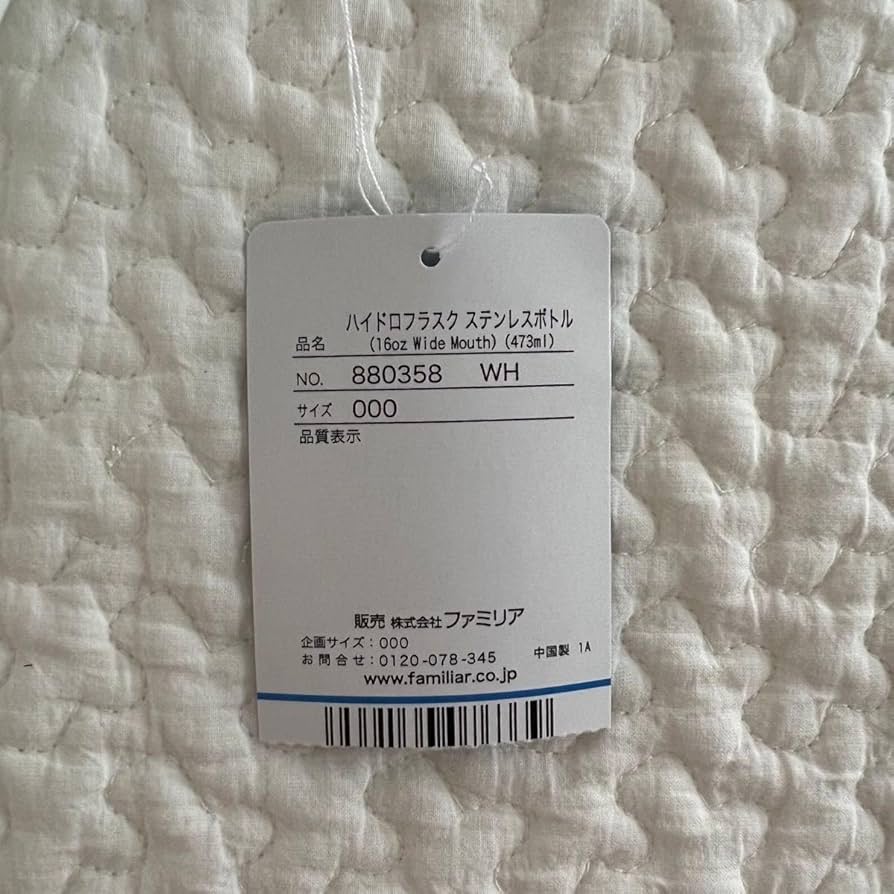 ハイドロフラスク ステンレスボトル
品名 (16oz Wide Mouth) (473ml)
NO. 880358 WH
サイズ 000
品質表示
販売 株式会社 ファミリア
企画サイズ：000
お問合せ：0120-078-345 中国製 1A
www.familiar.co.jp